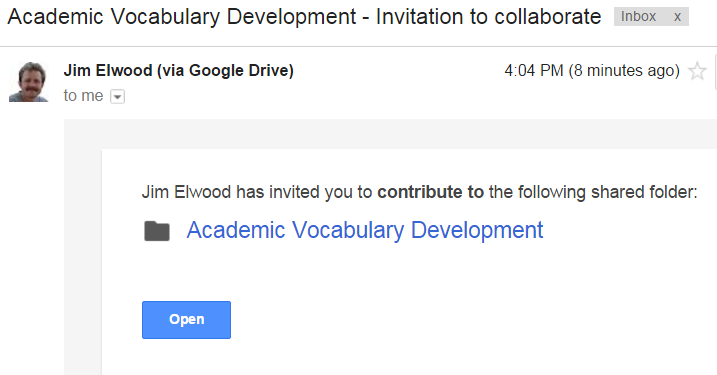 Academic Vocabulary Development - Invitation to collaborate Inbox x
Jim Elwood (via Google Drive) 4:04 PM (8 minutes ago)
to me
Jim Elwood has invited you to contribute to the following shared folder:
Academic Vocabulary Development
Open